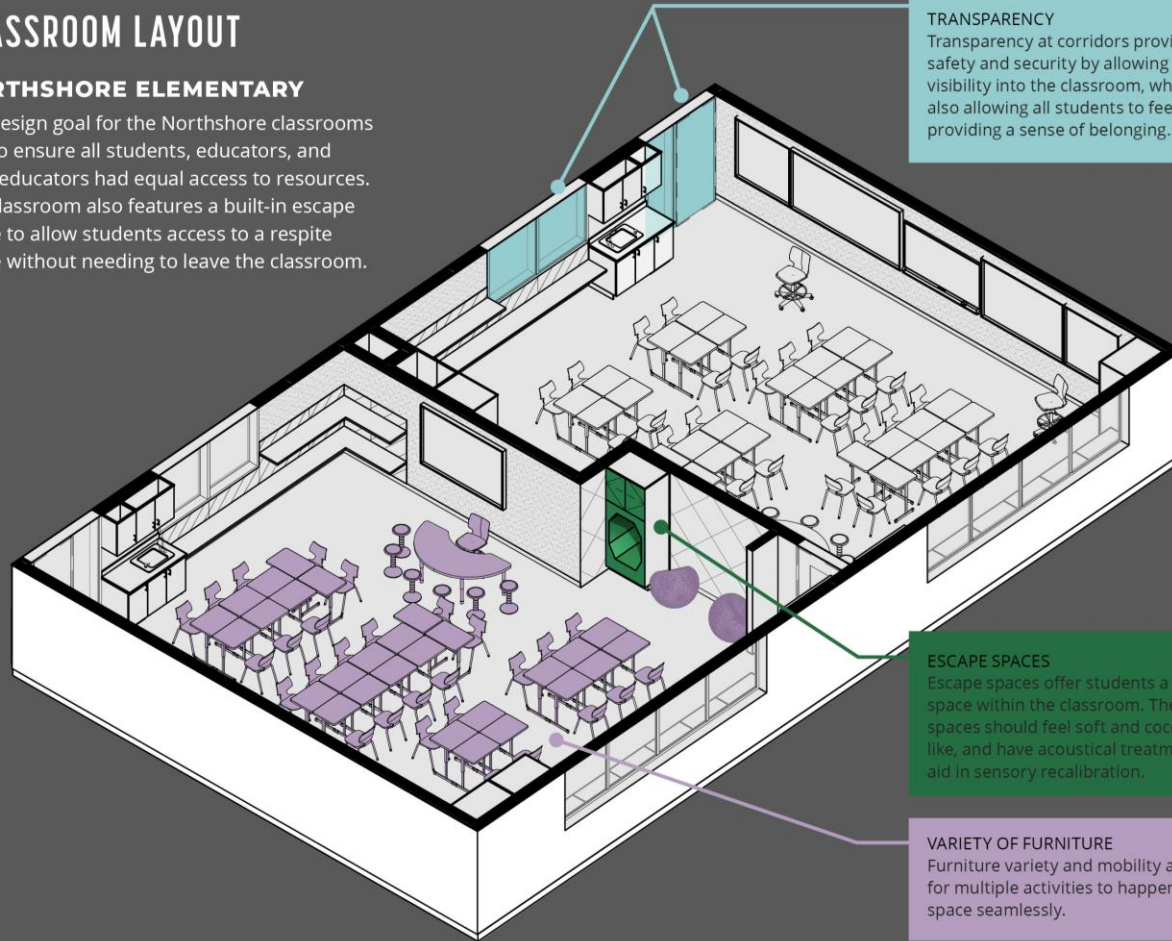 ASSROOM LAYOUT
RTHSHORE ELEMENTARY
esign goal for the Northshore classrooms
o ensure all students, educators, and
educators had equal access to resources.
lassroom also features a built-in escape
e to allow students access to a respite
e without needing to leave the classroom.
TRANSPARENCY
Transparency at corridors provi
safety and security by allowing
visibility into the classroom, wh
also allowing all students to feel
providing a sense of belonging.
ESCAPE SPACES
Escape spaces offer students a
space within the classroom. The
spaces should feel soft and coco
like, and have acoustical treatm
aid in sensory recalibration.
VARIETY OF FURNITURE
Furniture variety and mobility a
for multiple activities to happen
space seamlessly.